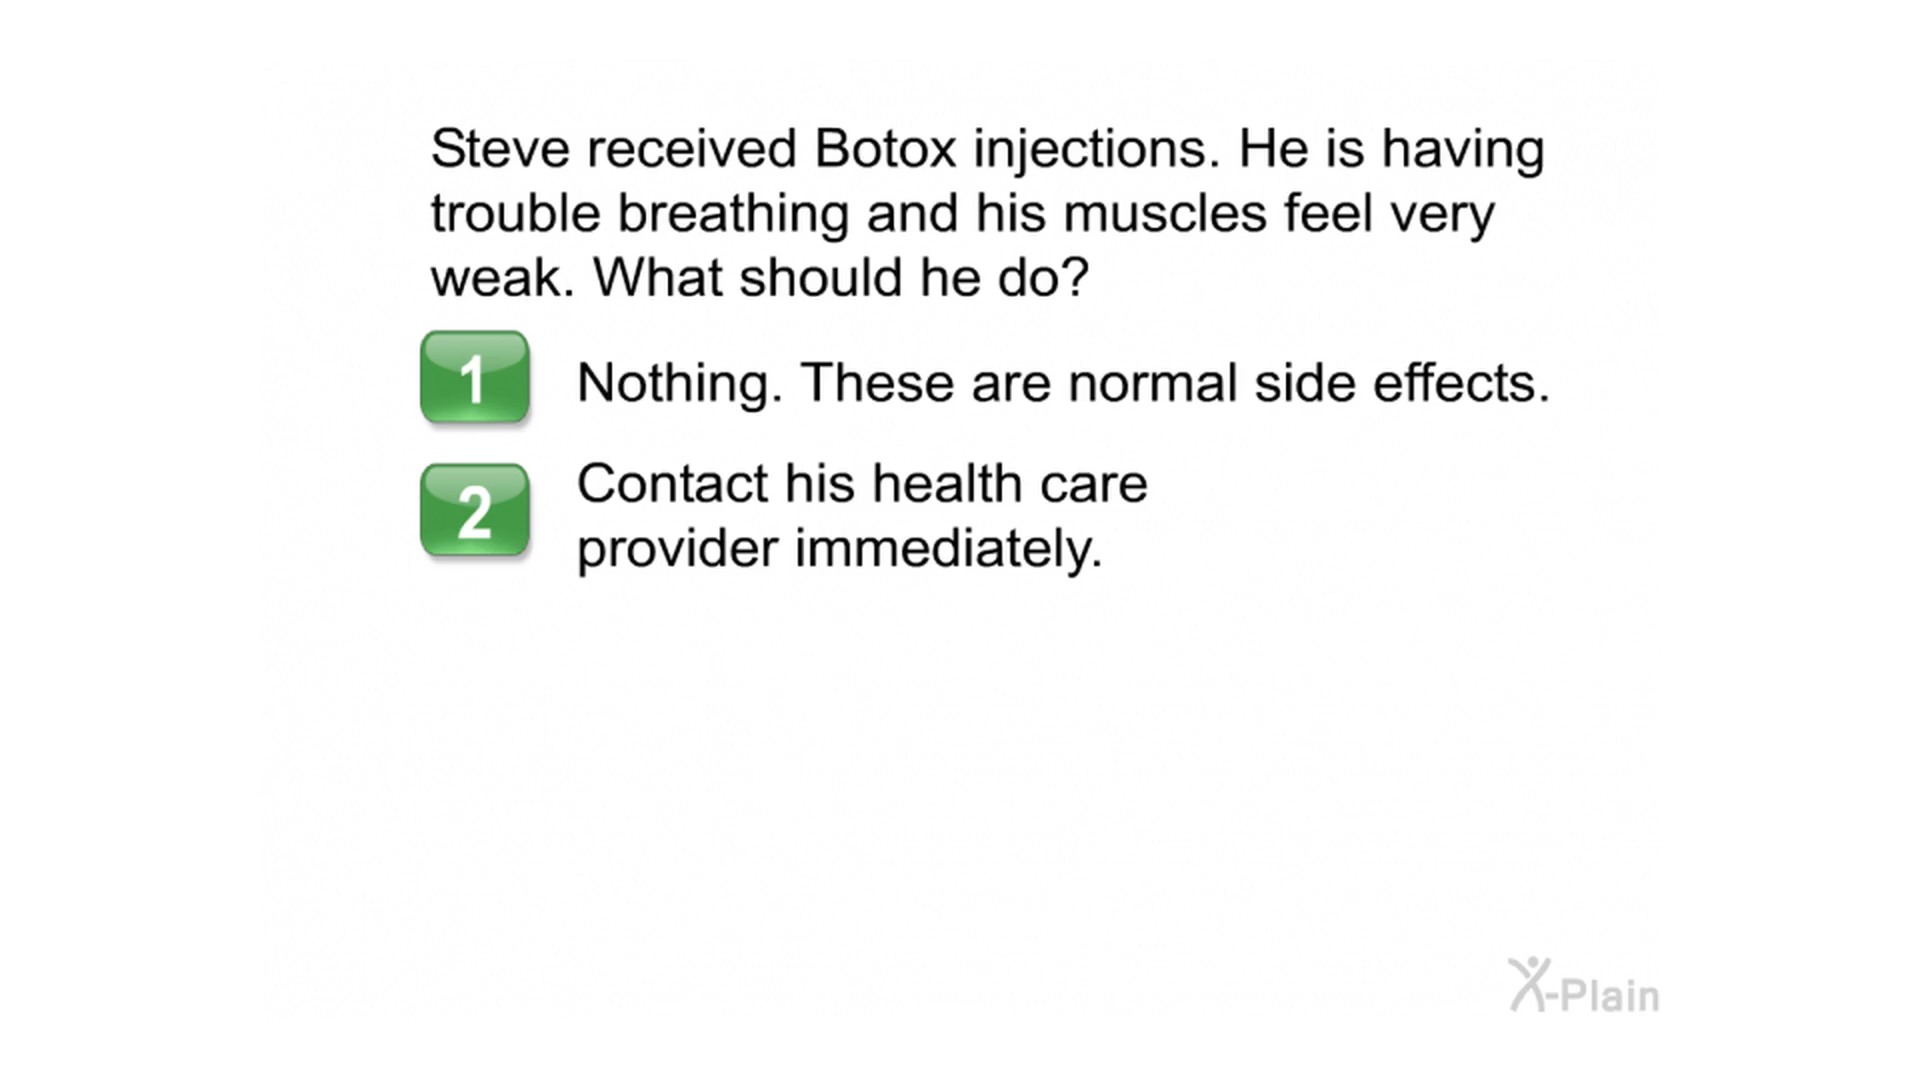 Steve received Botox injections. He is having
trouble breathing and his muscles feel very
weak. What should he do?
1 Nothing. These are normal side effects.
2 Contact his health care
provider immediately.
X-Plain